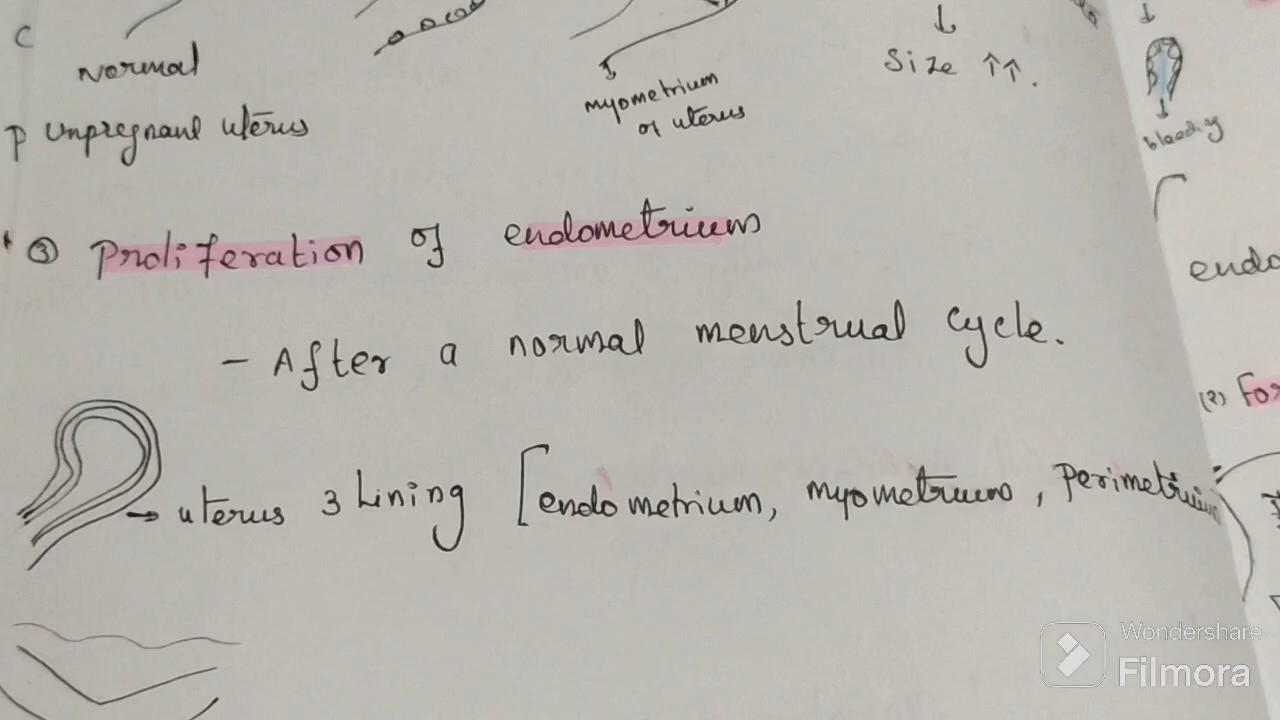 C
Normal
p unpregnant uterus
myometrium
of uterus
Size ↑↑.
bleeding
③ Proliferation of endometrium
- After a normal menstrual cycle.
→ uterus 3 Lining [endometrium, myometrium, Perimetrium
endo
(2) For
Wondershare
Filmora